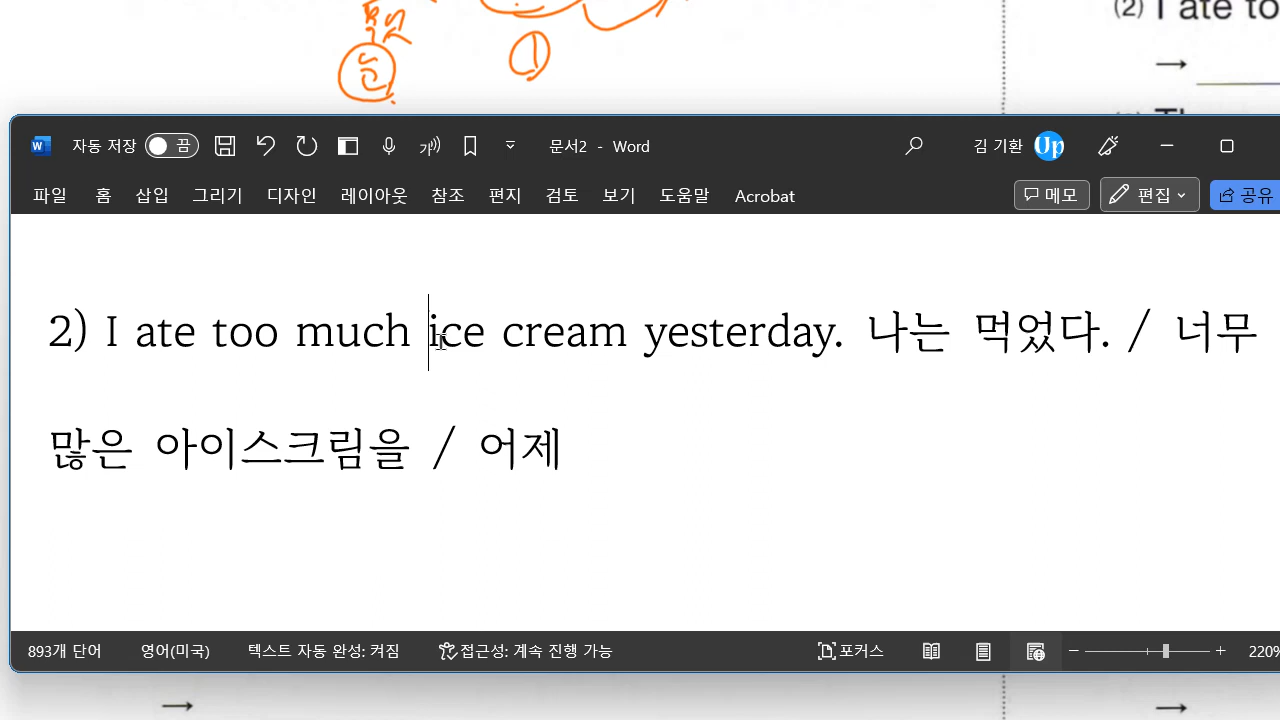 (2) I ate to
①
→
자동 저장 끔 가)) 문서2 - Word 김 기환 Up
파일 홈 삽입 그리기 디자인 레이아웃 참조 편지 검토 보기 도움말 Acrobat 메모 편집 공유
2) I ate too much ice cream yesterday. 나는 먹었다. / 너무
많은 아이스크림을 / 어제
893개 단어 영어(미국) 텍스트 자동 완성: 켜짐 접근성: 계속 진행 가능 포커스 220%
→ →